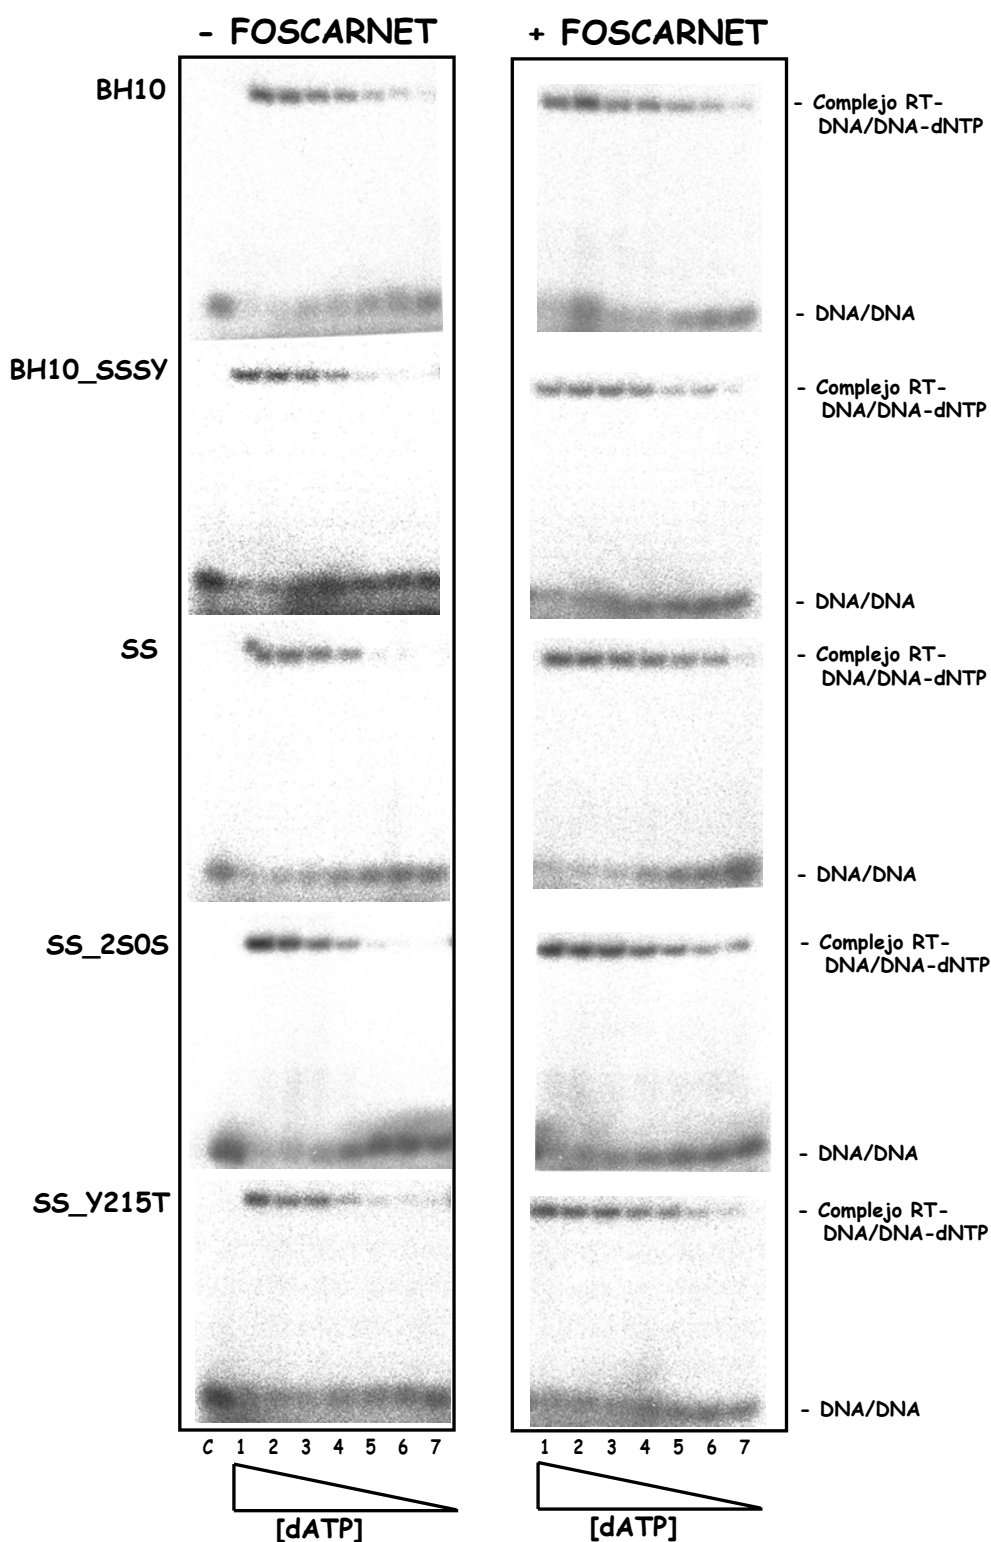 - FOSCARNET
+ FOSCARNET
BH10
- Complejo RT-
DNA/DNA-dNTP
- DNA/DNA
BH10_SSSY
- Complejo RT-
DNA/DNA-dNTP
- DNA/DNA
SS
- Complejo RT-
DNA/DNA-dNTP
- DNA/DNA
SS_2S0S
- Complejo RT-
DNA/DNA-dNTP
- DNA/DNA
SS_Y215T
- Complejo RT-
DNA/DNA-dNTP
- DNA/DNA
C 1 2 3 4 5 6 7
1 2 3 4 5 6 7
[dATP]
[dATP]